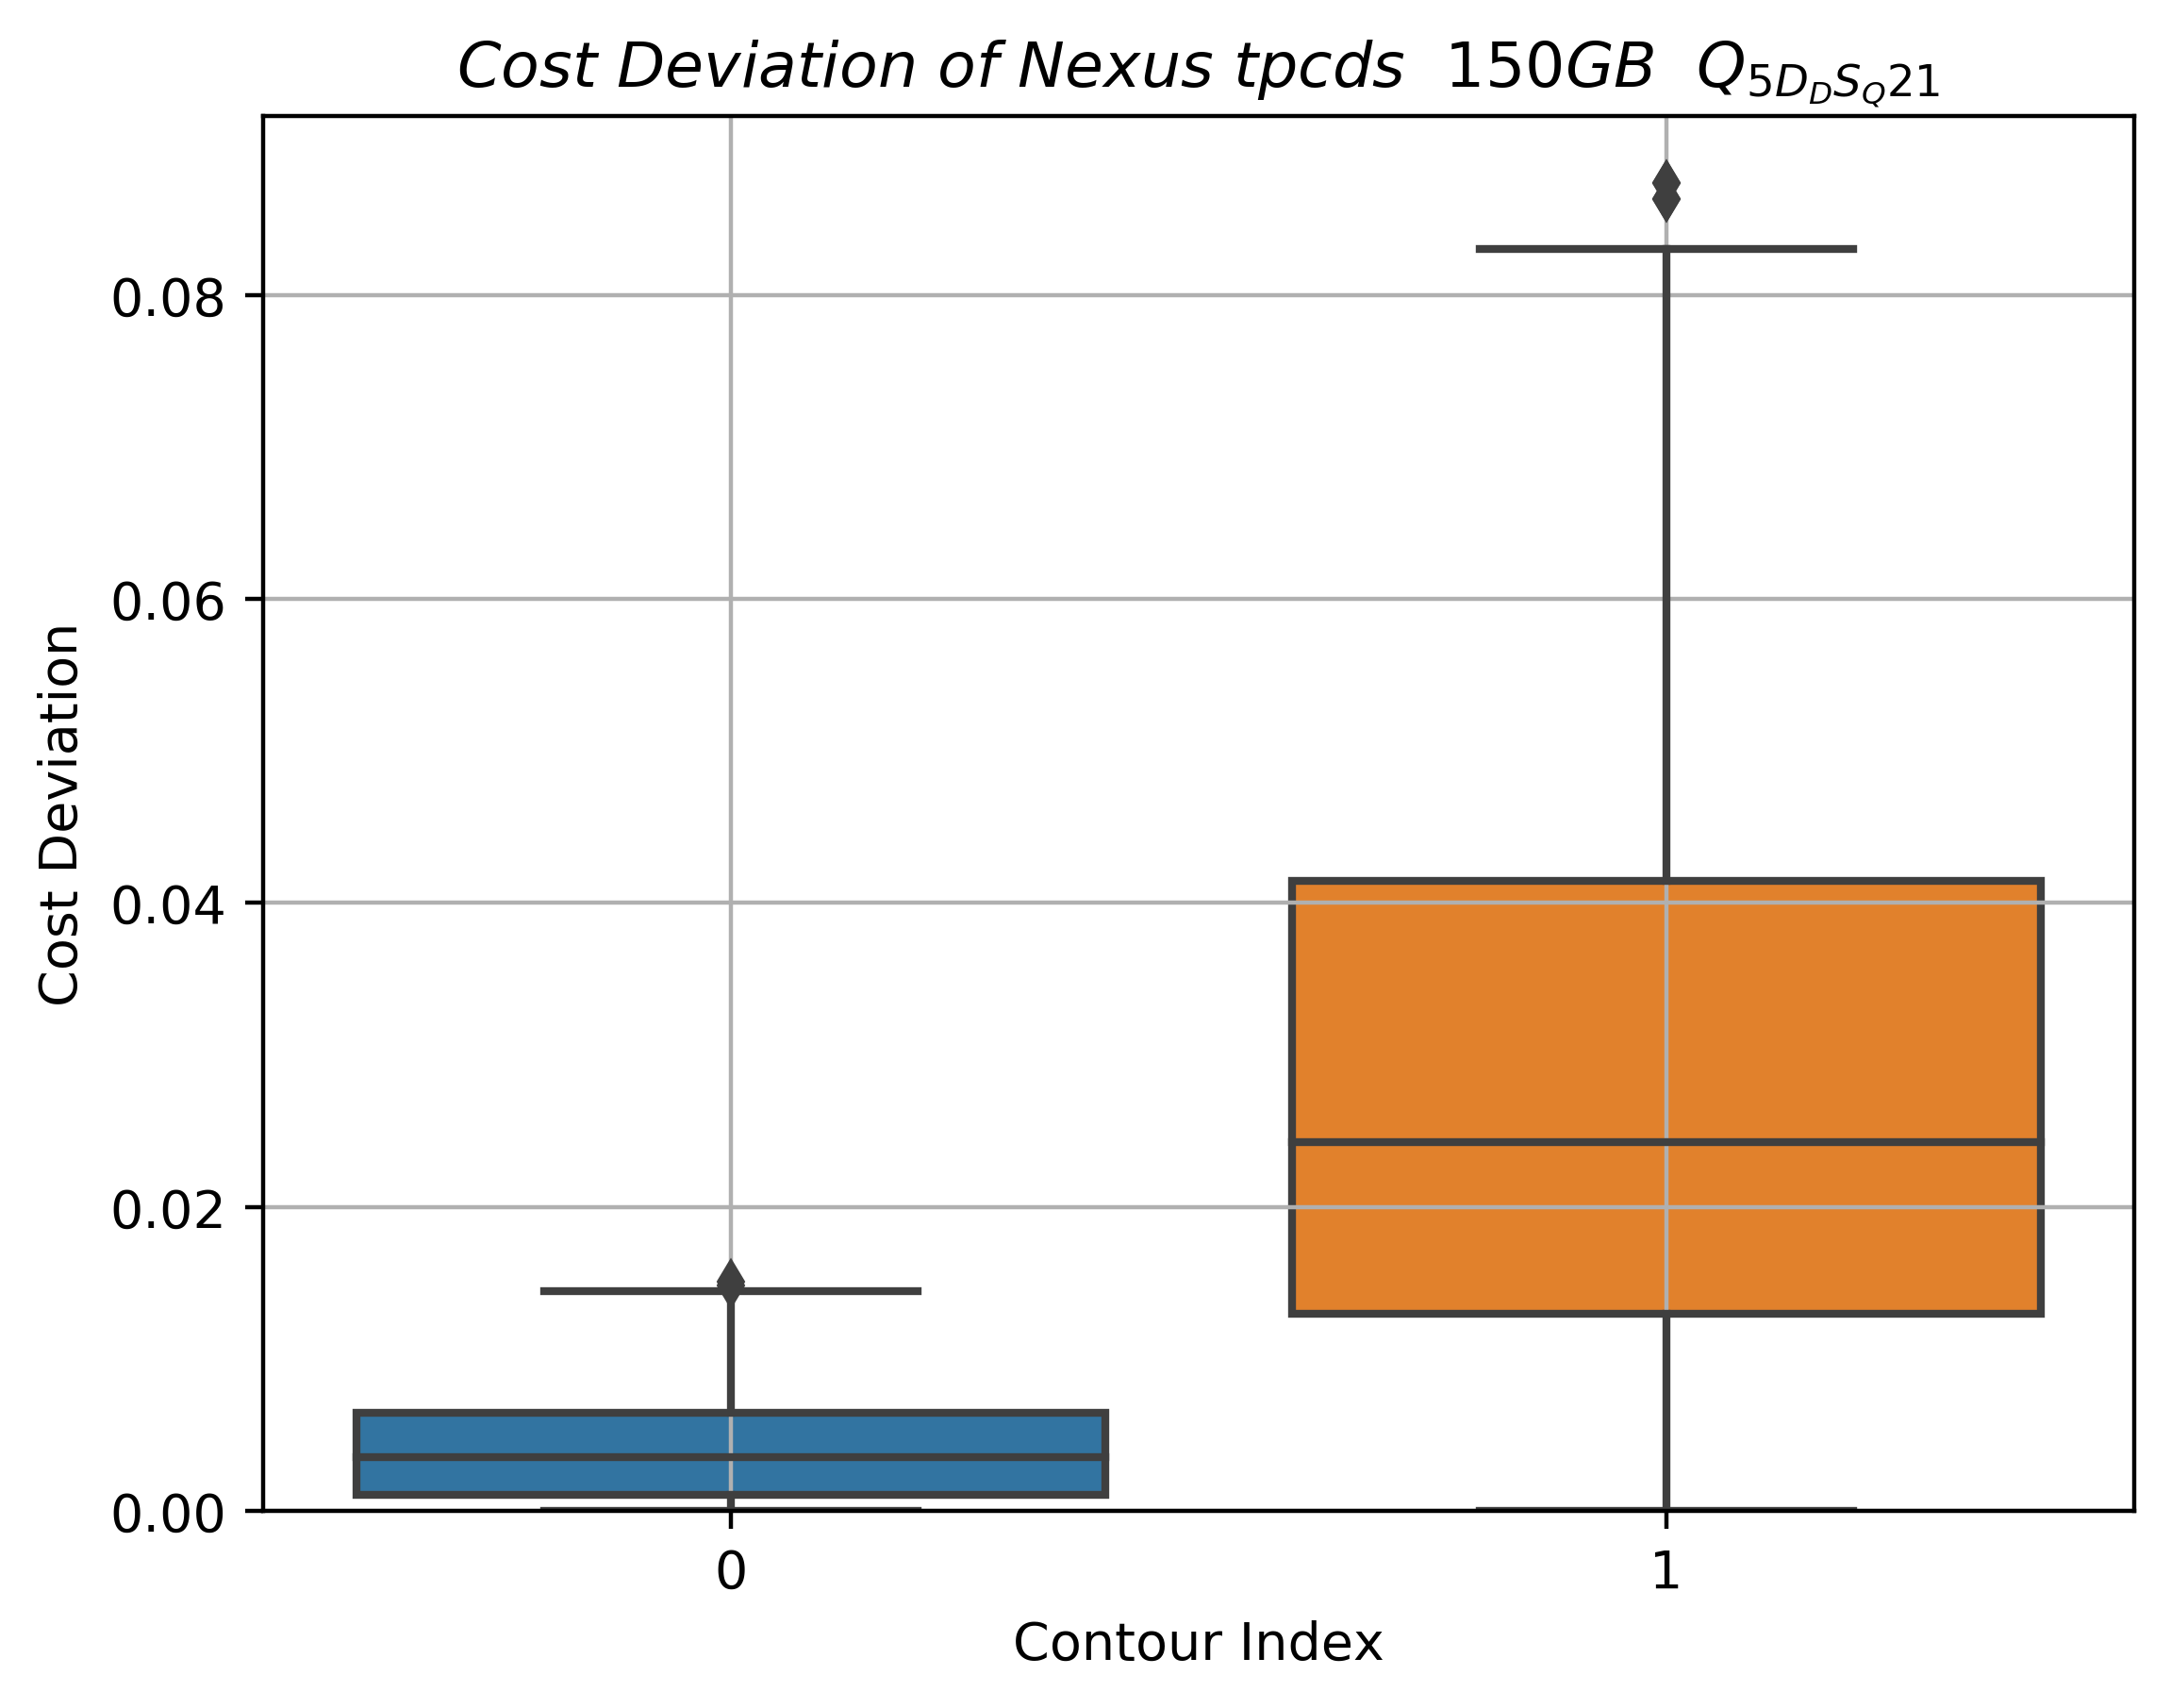 Cost Deviation of Nexus tpcds 150GB Q5DDSQ21
Cost Deviation
0.08
0.06
0.04
0.02
0.00
0 1
Contour Index